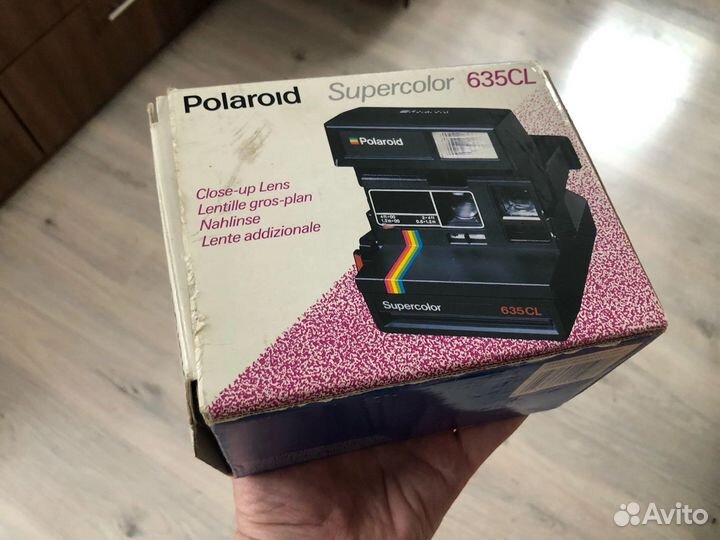 Polaroid Supercolor 635CL
Close-up Lens
Lentille gros-plan
Nahlinse
Lente addizionale
Polaroid
Supercolor 635CL
Avito